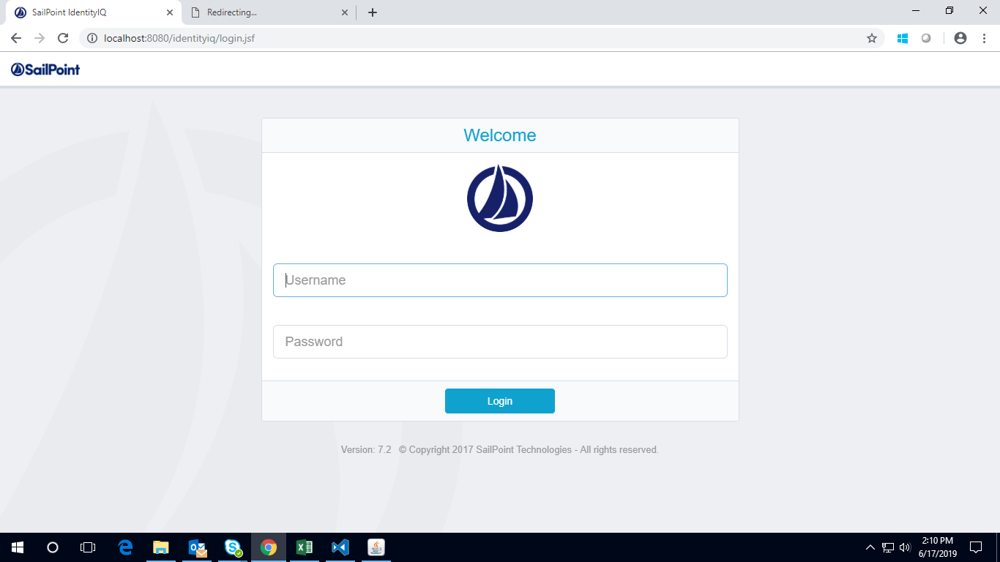 SailPoint IdentityIQ
Redirecting...
localhost:8080/identityiq/login.jsf
SailPoint
Welcome
Username
Password
Login
Version: 7.2 © Copyright 2017 SailPoint Technologies - All rights reserved.
2:10 PM
6/17/2019